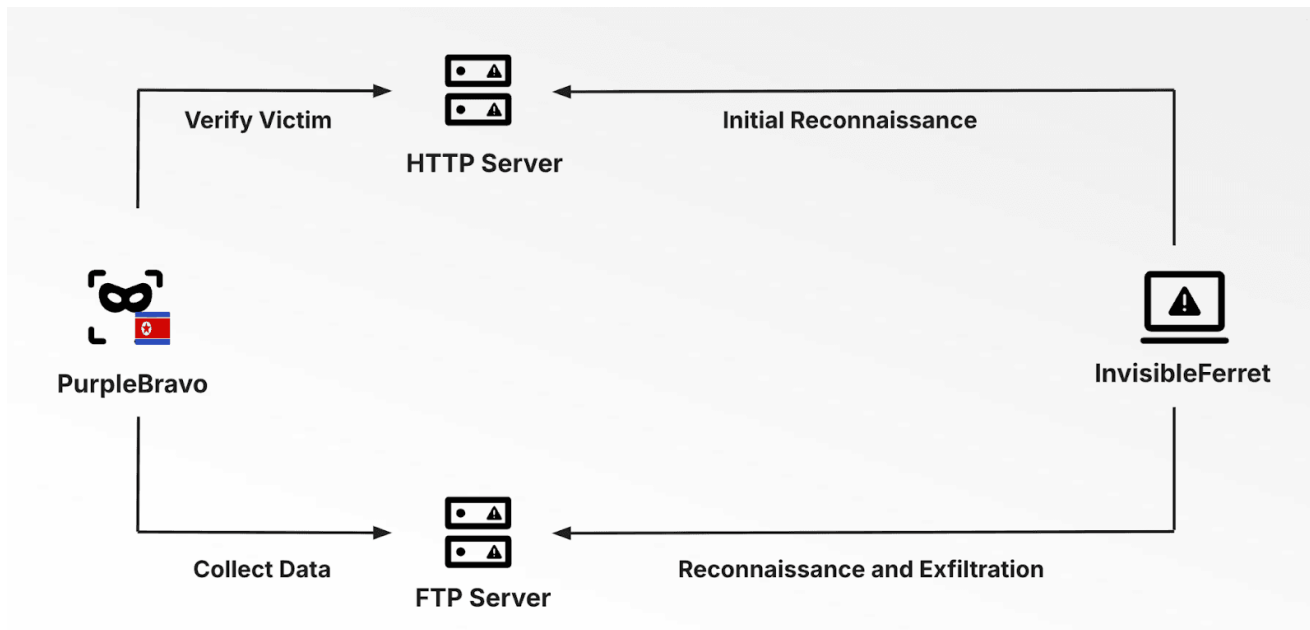 Verify Victim
Initial Reconnaissance
HTTP Server
PurpleBravo
InvisibleFerret
Collect Data
Reconnaissance and Exfiltration
FTP Server